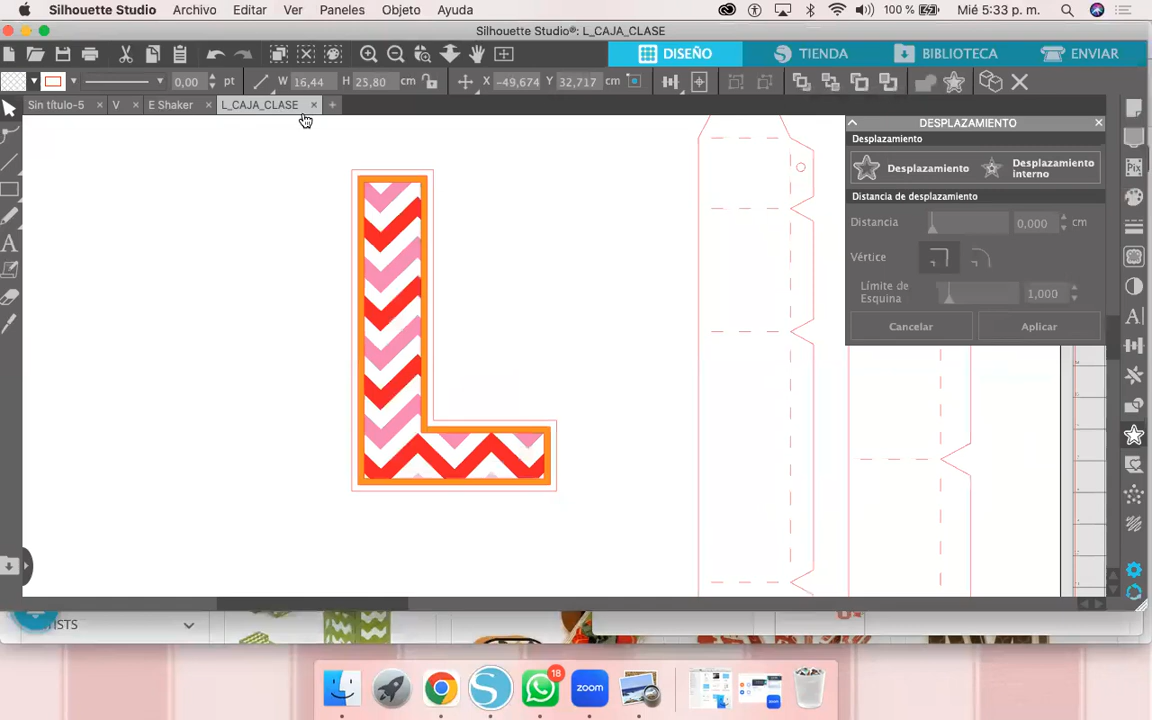 Silhouette Studio Archivo Editar Ver Paneles Objeto Ayuda 100 % Mié 5:33 p. m.
Silhouette Studio®: L_CAJA_CLASE
DISEÑO TIENDA BIBLIOTECA ENVIAR
0,00 pt W 16,44 H 25,80 cm X -49,674 Y 32,717 cm
Sin título-5 V E Shaker L_CAJA_CLASE
DESPLAZAMIENTO
Desplazamiento
Desplazamiento Desplazamiento interno
Distancia de desplazamiento
Distancia 0,000 cm
Vértice
Límite de Esquina 1,000
Cancelar Aplicar
L
Pix
A
ISTS
18
zoom